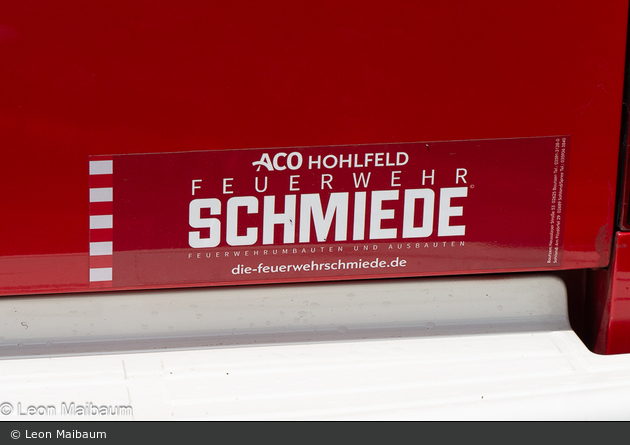 ACO HOHLFELD
FEUERWEHR
SCHMIEDE
FEUERWEHRUMBAUTEN UND AUSBAUTEN
die-feuerwehrschmiede.de
© Leon Maibaum
© Leon Maibaum